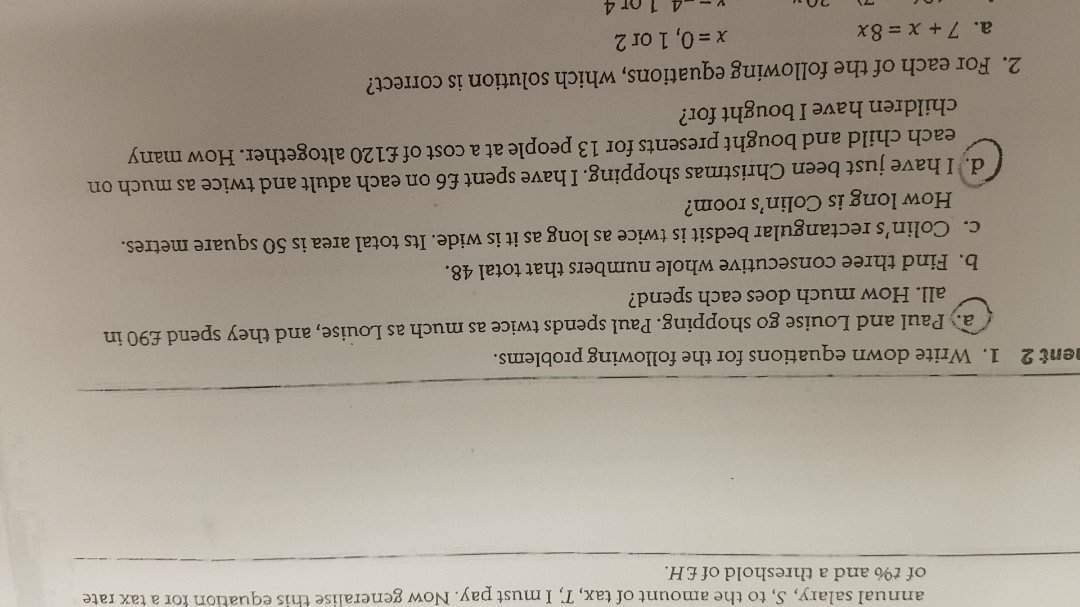 annual salary, S, to the amount of tax, T, I must pay. Now generalise this equation for a tax rate
of t% and a threshold of £H.
ent 2 1. Write down equations for the following problems.
a. Paul and Louise go shopping. Paul spends twice as much as Louise, and they spend £90 in
all. How much does each spend?
b. Find three consecutive whole numbers that total 48.
c. Colin's rectangular bedsit is twice as long as it is wide. Its total area is 50 square metres.
How long is Colin's room?
d. I have just been Christmas shopping. I have spent £6 on each adult and twice as much on
each child and bought presents for 13 people at a cost of £120 altogether. How many
children have I bought for?
2. For each of the following equations, which solution is correct?
a. 7 + x = 8x x = 0, 1 or 2
1 or 4